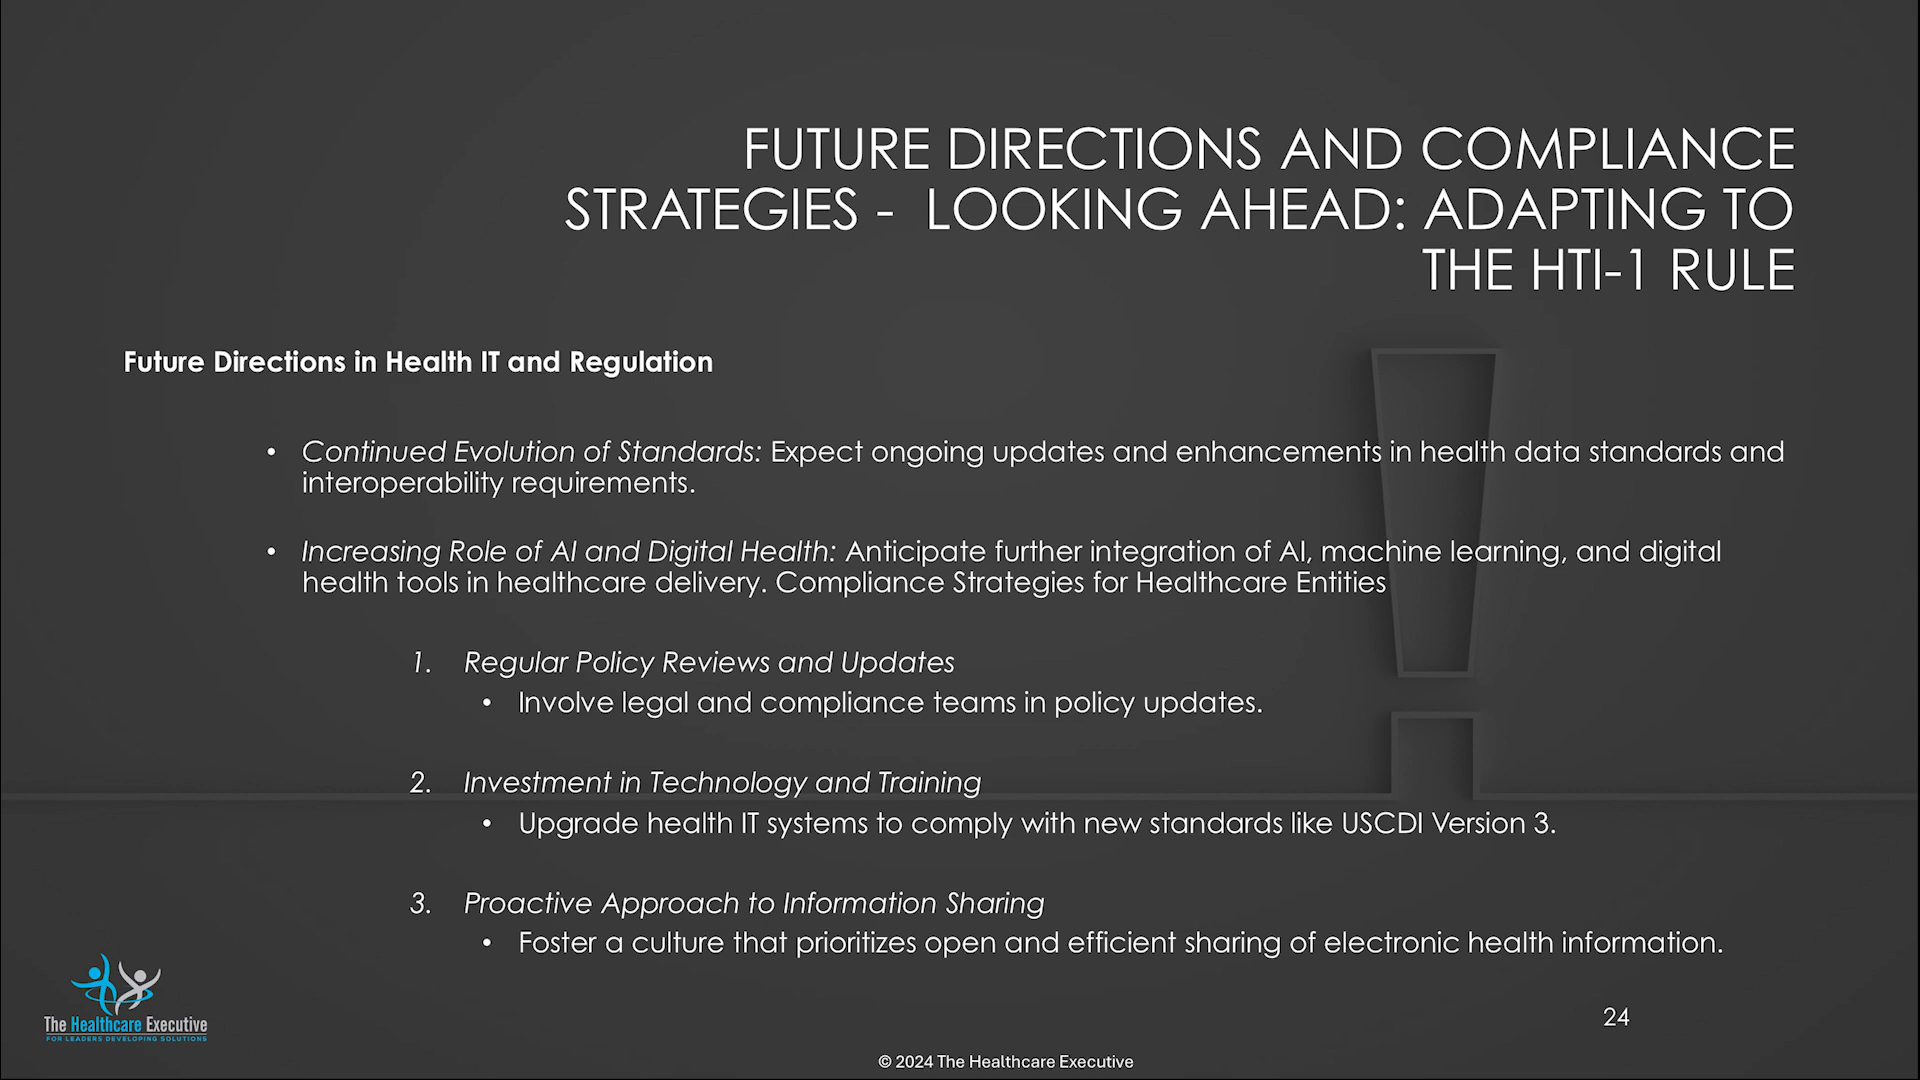 FUTURE DIRECTIONS AND COMPLIANCE
STRATEGIES - LOOKING AHEAD: ADAPTING TO
THE HTI-1 RULE
Future Directions in Health IT and Regulation
• Continued Evolution of Standards: Expect ongoing updates and enhancements in health data standards and
interoperability requirements.
• Increasing Role of AI and Digital Health: Anticipate further integration of AI, machine learning, and digital
health tools in healthcare delivery. Compliance Strategies for Healthcare Entities
1. Regular Policy Reviews and Updates
• Involve legal and compliance teams in policy updates.
2. Investment in Technology and Training
• Upgrade health IT systems to comply with new standards like USCDI Version 3.
3. Proactive Approach to Information Sharing
• Foster a culture that prioritizes open and efficient sharing of electronic health information.
The Healthcare Executive
FOR LEADERS DEVELOPING SOLUTIONS
24
© 2024 The Healthcare Executive